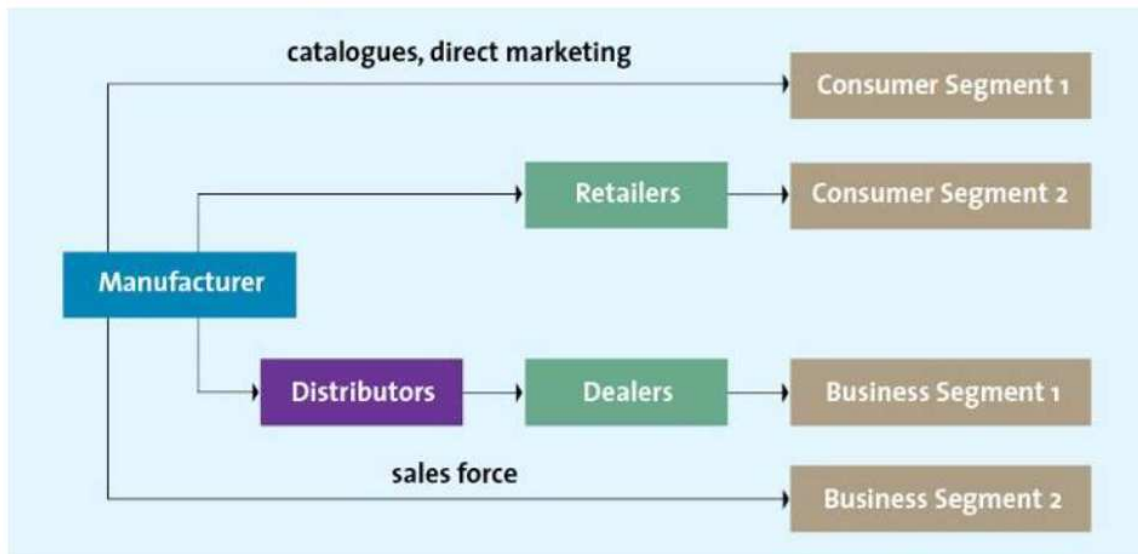 catalogues, direct marketing
Consumer Segment 1
Retailers
Consumer Segment 2
Manufacturer
Distributors
Dealers
Business Segment 1
sales force
Business Segment 2